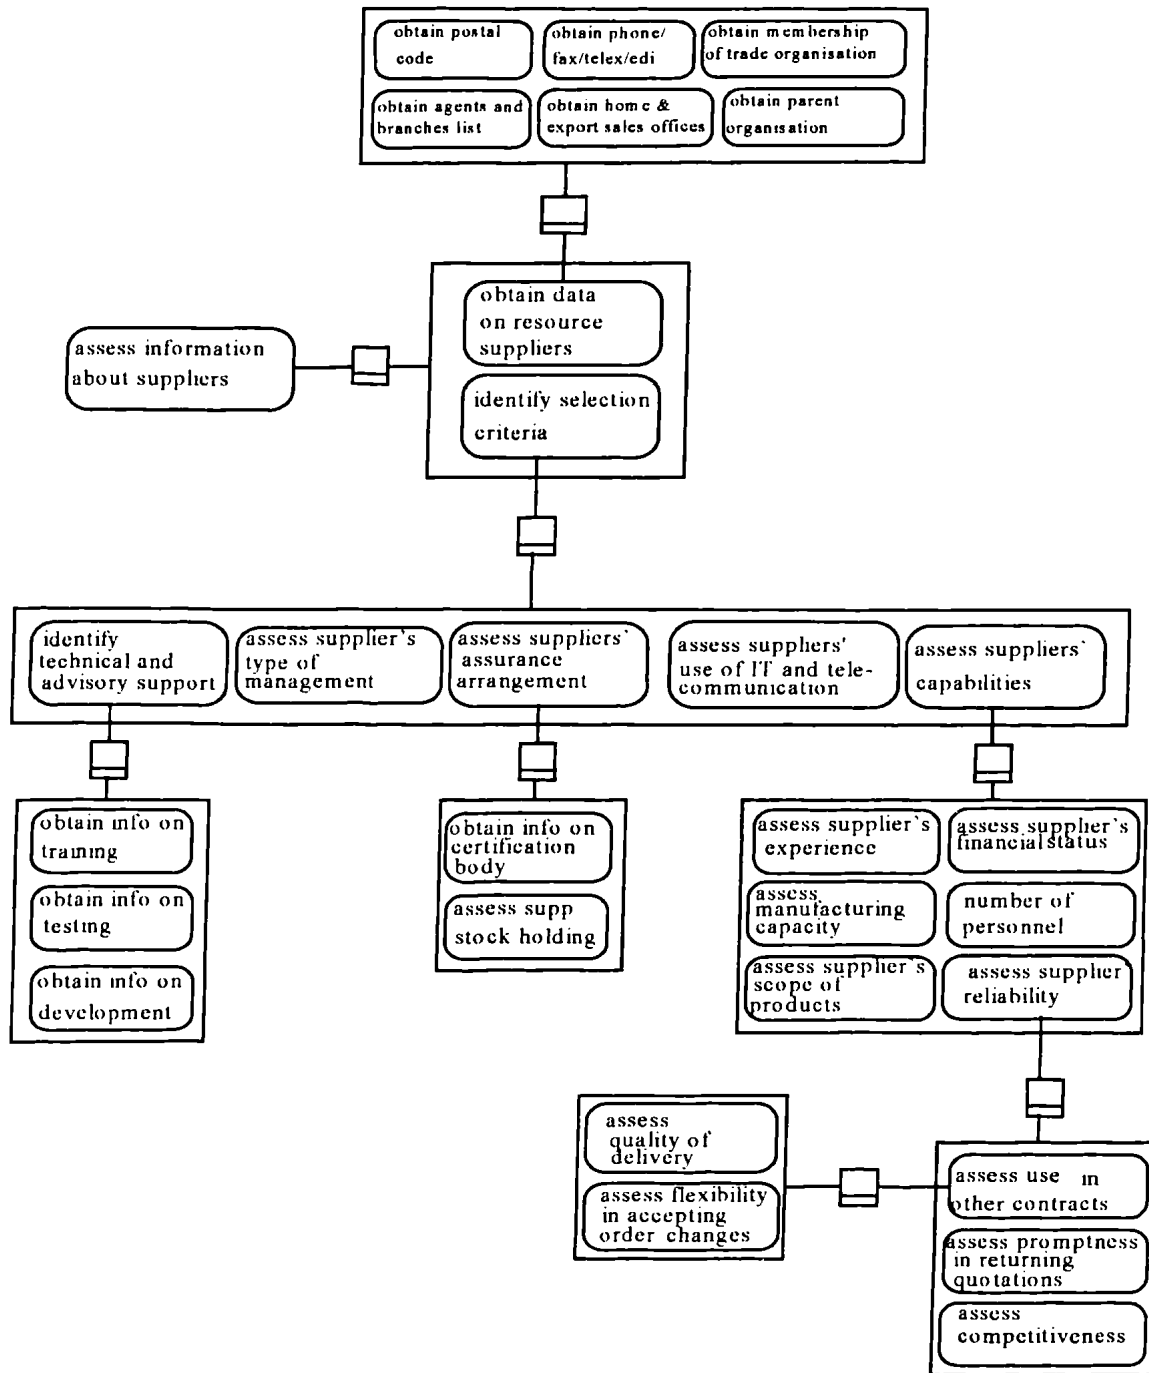 obtain postal
code
obtain phone/
fax/telex/edi
obtain membership
of trade organisation
obtain agents and
branches list
obtain home &
export sales offices
obtain parent
organisation
obtain data
on resource
suppliers
assess information
about suppliers
identify selection
criteria
identify
technical and
advisory support
assess supplier's
type of
management
assess suppliers'
assurance
arrangement
assess suppliers'
use of IT and tele-
communication
assess suppliers'
capabilities
obtain info on
training
obtain info on
testing
obtain info on
development
obtain info on
certification
body
assess supp
stock holding
assess supplier's
experience
assess supplier's
financial status
assess
manufacturing
capacity
number of
personnel
assess supplier's
scope of
products
assess supplier
reliability
assess
quality of
delivery
assess flexibility
in accepting
order changes
assess use in
other contracts
assess promptness
in returning
quotations
assess
competitiveness